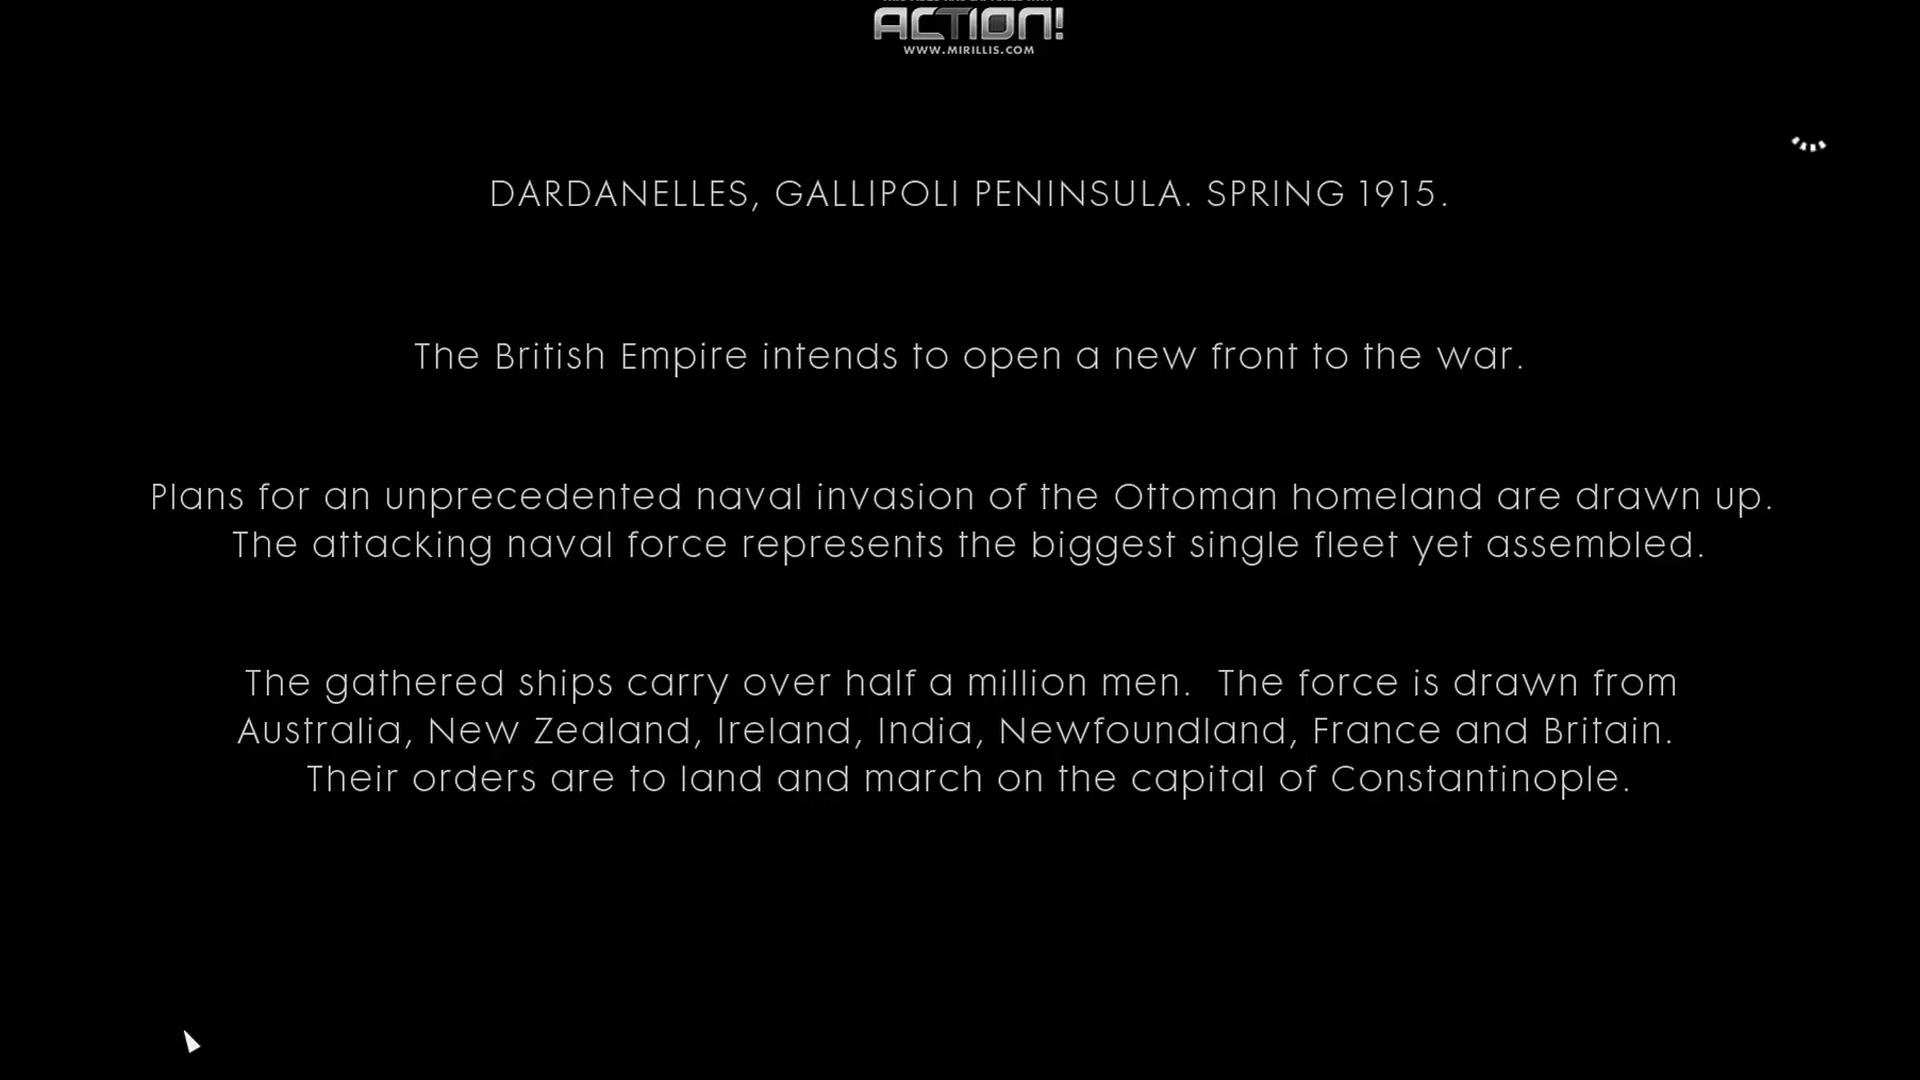 ACTION!
WWW.MIRILLIS.COM
DARDANELLES, GALLIPOLI PENINSULA. SPRING 1915.
The British Empire intends to open a new front to the war.
Plans for an unprecedented naval invasion of the Ottoman homeland are drawn up.
The attacking naval force represents the biggest single fleet yet assembled.
The gathered ships carry over half a million men. The force is drawn from
Australia, New Zealand, Ireland, India, Newfoundland, France and Britain.
Their orders are to land and march on the capital of Constantinople.